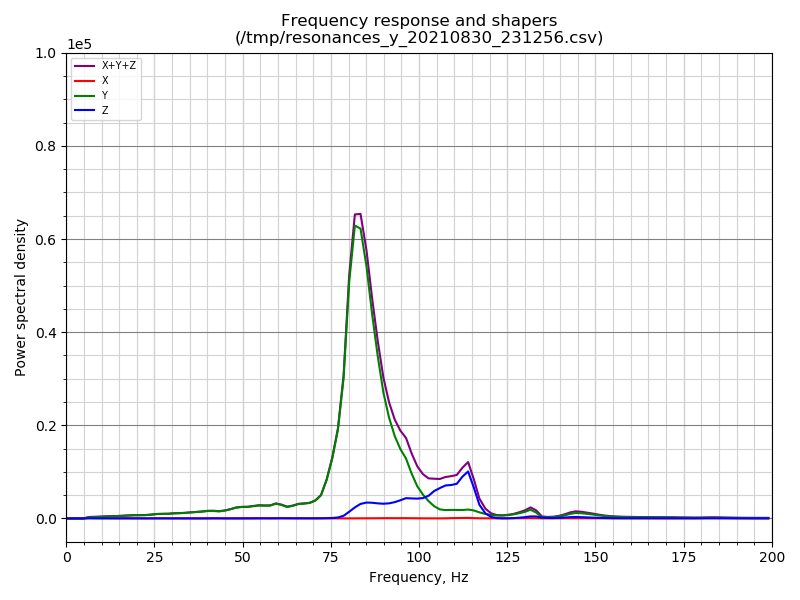 Frequency response and shapers
(/tmp/resonances_y_20210830_231256.csv)
1e5
X+Y+Z
X
Y
Z
1.0
0.8
0.6
0.4
0.2
0.0
Power spectral density
0 25 50 75 100 125 150 175 200
Frequency, Hz